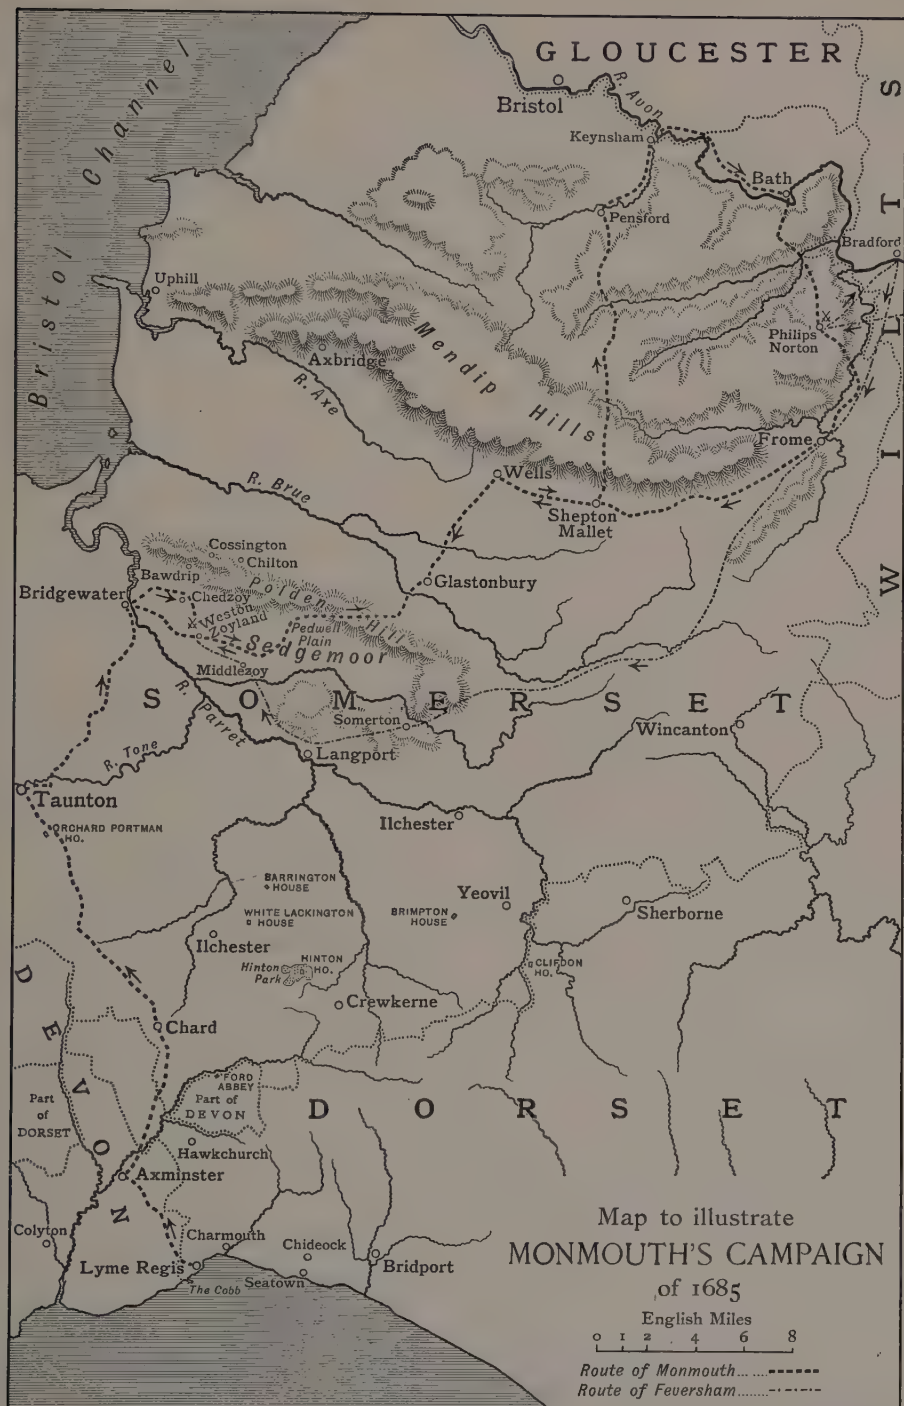 GLOUCESTER
Bristol Channel
Bristol
R. Avon
Keynsham
Bath
Pensford
Bradford
WILTS
Uphill
Philips
Norton
Mendip Hills
Axbridge
R. Axe
Frome
Wells
R. Brue
Shepton
Mallet
Cossington
Chilton
Glastonbury
Bawdrip
Polden Hills
Bridgewater
Chedzoy
Weston
Zoyland
Pedwell
Plain
Sedgemoor
Middlezoy
SOMERSET
R. Parret
Somerton
Wincanton
R. Tone
Langport
Taunton
Ilchester
ORCHARD PORTMAN
HO.
BARRINGTON
HOUSE
Yeovil
WHITE LACKINGTON
HOUSE
BRIMPTON
HOUSE
Sherborne
Ilchester
HINTON
HO.
Hinton
Park
CLIFDON
HO.
Crewkerne
Chard
DEVON
FORD
ABBEY
Part of
DEVON
Part
of
DORSET
DORSET
Hawkchurch
Axminster
Colyton
Charmouth
Chideock
Lyme Regis
Seatown
Bridport
The Cobb
Map to illustrate
MONMOUTH'S CAMPAIGN
of 1685
English Miles
0 1 2 4 6 8
Route of Monmouth
Route of Feversham